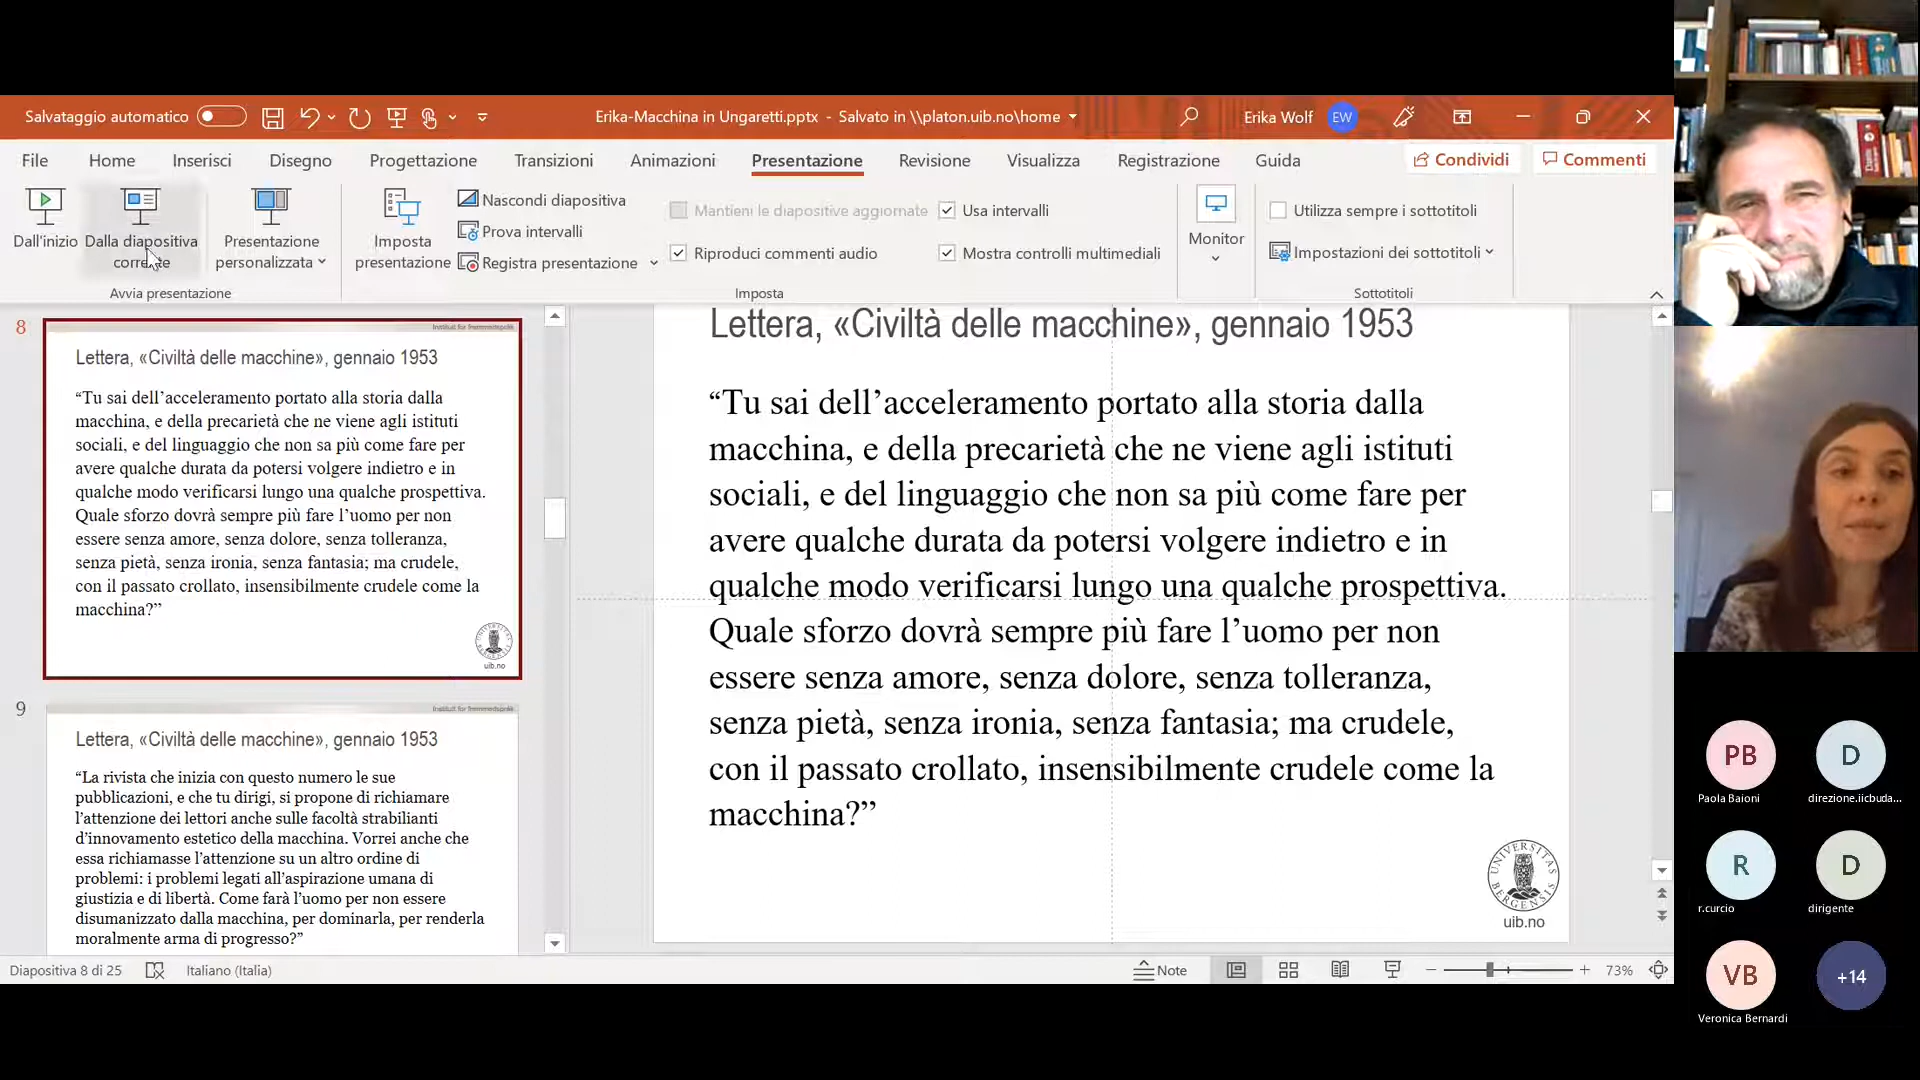 Salvataggio automatico
Erika-Macchina in Ungaretti.pptx - Salvato in \\platon.uib.no\home
Erika Wolf
EW
File
Home
Inserisci
Disegno
Progettazione
Transizioni
Animazioni
Presentazione
Revisione
Visualizza
Registrazione
Guida
Condividi
Commenti
Dall'inizio
Dalla diapositiva
corrente
Presentazione
personalizzata
Avvia presentazione
Imposta
presentazione
Nascondi diapositiva
Prova intervalli
Registra presentazione
Mantieni le diapositive aggiornate
Riproduci commenti audio
Usa intervalli
Mostra controlli multimediali
Imposta
Monitor
Utilizza sempre i sottotitoli
Impostazioni dei sottotitoli
Sottotitoli
8
Institutt for fremmedspråk
Lettera, «Civiltà delle macchine», gennaio 1953
“Tu sai dell’acceleramento portato alla storia dalla
macchina, e della precarietà che ne viene agli istituti
sociali, e del linguaggio che non sa più come fare per
avere qualche durata da potersi volgere indietro e in
qualche modo verificarsi lungo una qualche prospettiva.
Quale sforzo dovrà sempre più fare l’uomo per non
essere senza amore, senza dolore, senza tolleranza,
senza pietà, senza ironia, senza fantasia; ma crudele,
con il passato crollato, insensibilmente crudele come la
macchina?”
uib.no
9
Institutt for fremmedspråk
Lettera, «Civiltà delle macchine», gennaio 1953
“La rivista che inizia con questo numero le sue
pubblicazioni, e che tu dirigi, si propone di richiamare
l’attenzione dei lettori anche sulle facoltà strabilianti
d’innovamento estetico della macchina. Vorrei anche che
essa richiamasse l’attenzione su un altro ordine di
problemi: i problemi legati all’aspirazione umana di
giustizia e di libertà. Come farà l’uomo per non essere
disumanizzato dalla macchina, per dominarla, per renderla
moralmente arma di progresso?”
Lettera, «Civiltà delle macchine», gennaio 1953
“Tu sai dell’acceleramento portato alla storia dalla
macchina, e della precarietà che ne viene agli istituti
sociali, e del linguaggio che non sa più come fare per
avere qualche durata da potersi volgere indietro e in
qualche modo verificarsi lungo una qualche prospettiva.
Quale sforzo dovrà sempre più fare l’uomo per non
essere senza amore, senza dolore, senza tolleranza,
senza pietà, senza ironia, senza fantasia; ma crudele,
con il passato crollato, insensibilmente crudele come la
macchina?”
UNIVERSITAS
BERGENSIS
uib.no
Diapositiva 8 di 25
Italiano (Italia)
Note
73%
PB
Paola Baioni
D
direzione.iicbuda...
R
r.curcio
D
dirigente
VB
Veronica Bernardi
+14